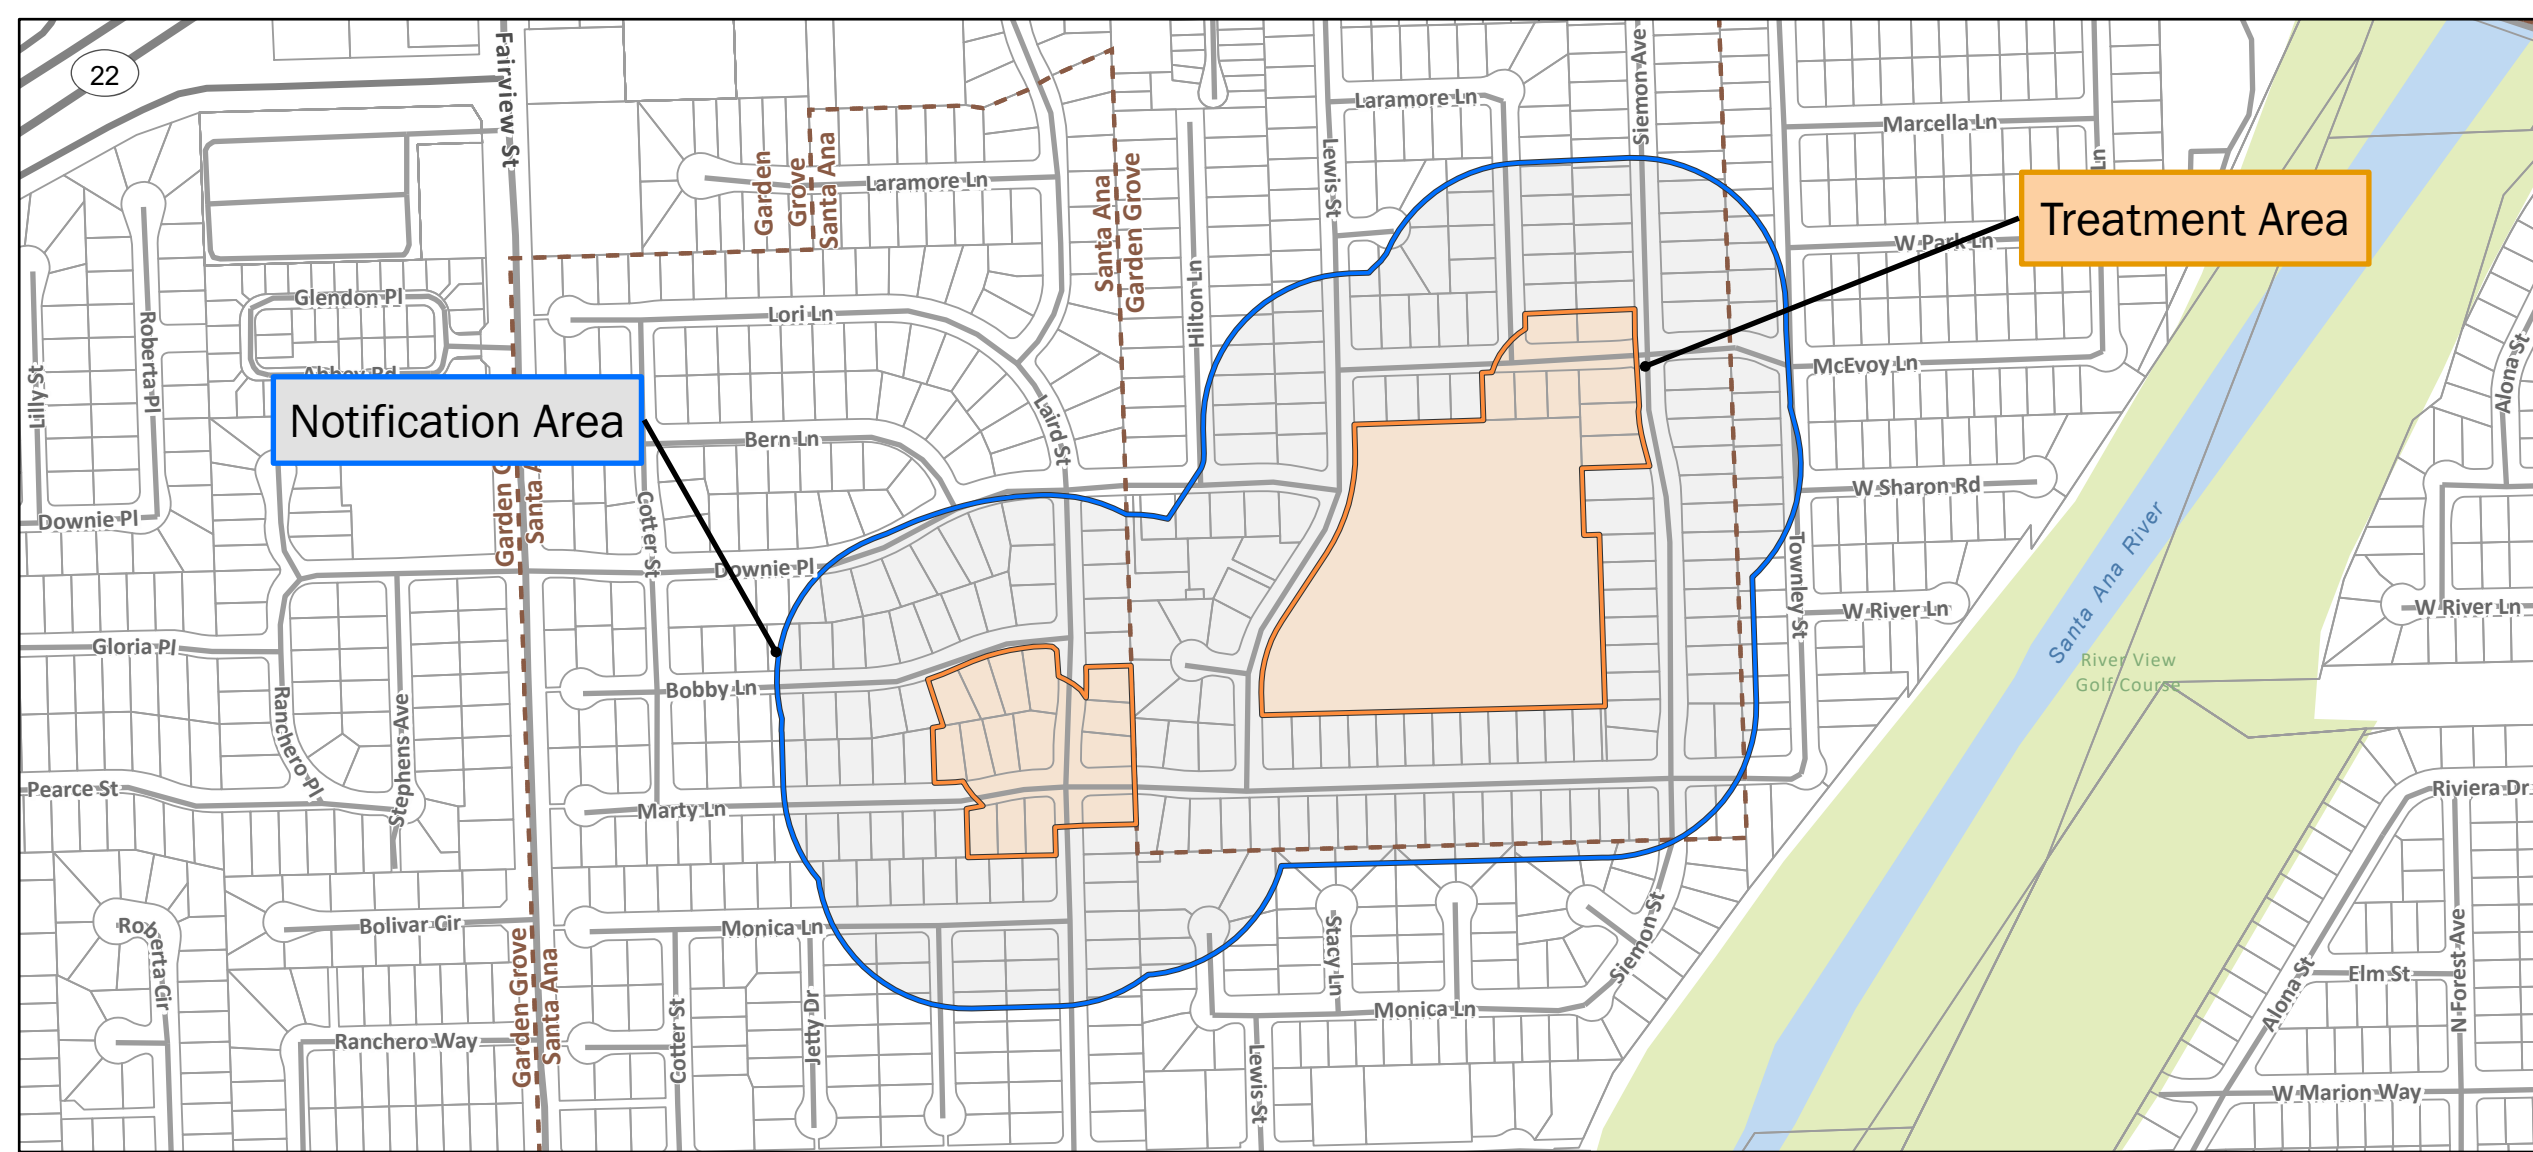 22
Fairview St
Siemon Ave
Laramore Ln
Marcella Ln
Ln
Lewis St
Garden
Grove
Santa Ana
Laramore Ln
Santa Ana
Garden Grove
Treatment Area
W Park Ln
Glendon Pl
Roberta Pl
Lori Ln
Hilton Ln
Abbey Rd
Lilly St
McEvoy Ln
Alona St
Notification Area
Laird St
Bern Ln
Garden G
Santa A
Cotter St
W Sharon Rd
Downie Pl
Downie Pl
Townley St
Santa Ana River
W River Ln
W River Ln
Gloria Pl
River View
Golf Course
Ranchero Pl
Stephens Ave
Bobby Ln
Pearce St
Marty Ln
Riviera Dr
Roberta Cir
Bolivar Cir
Monica Ln
Stacy Ln
Siemon St
N Forest Ave
Garden Grove
Santa Ana
Elm St
Alona St
Jetty Dr
Cotter St
Monica Ln
Ranchero Way
Lewis St
W Marion Way